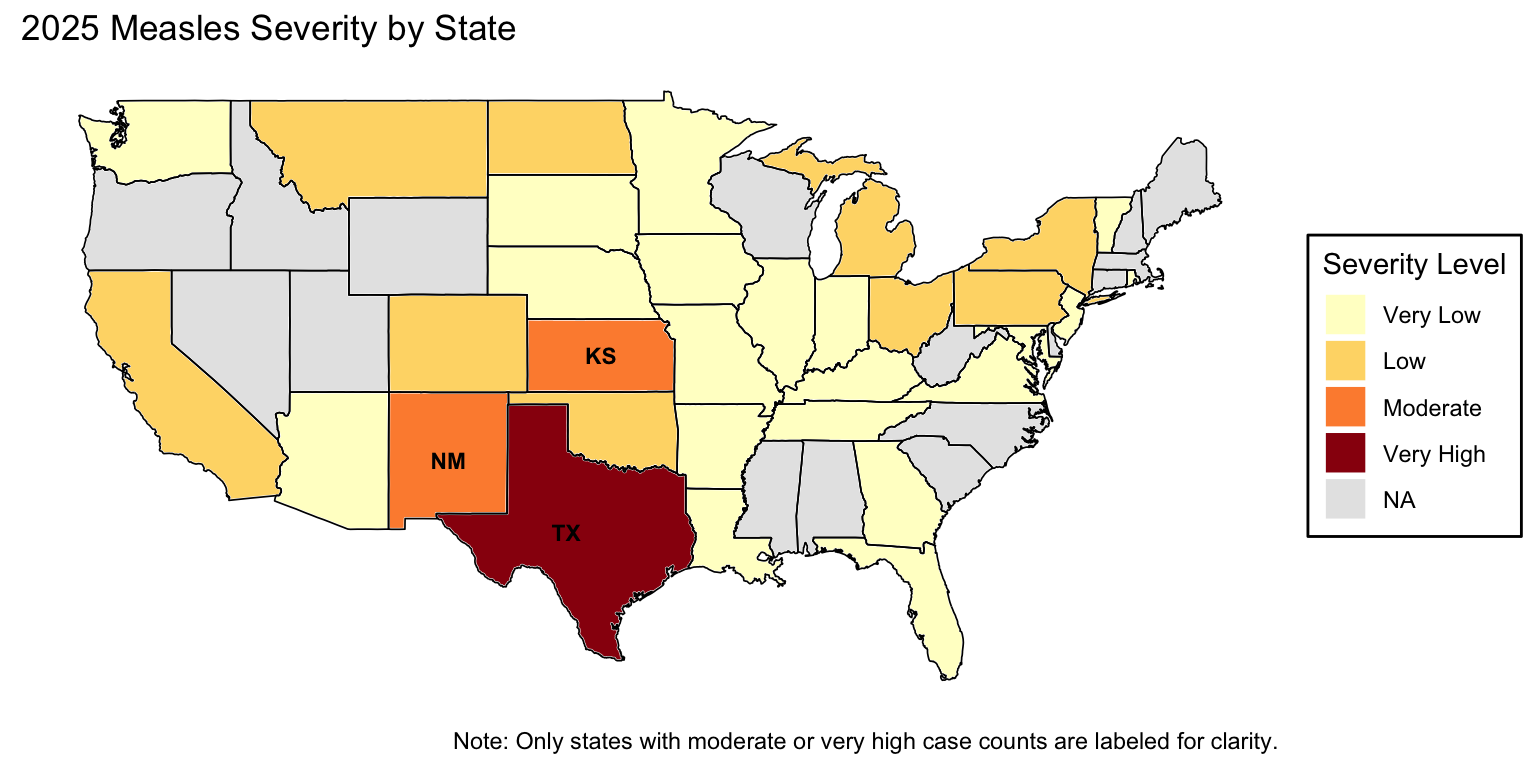 2025 Measles Severity by State
KS
NM
TX
Severity Level
Very Low
Low
Moderate
Very High
NA
Note: Only states with moderate or very high case counts are labeled for clarity.